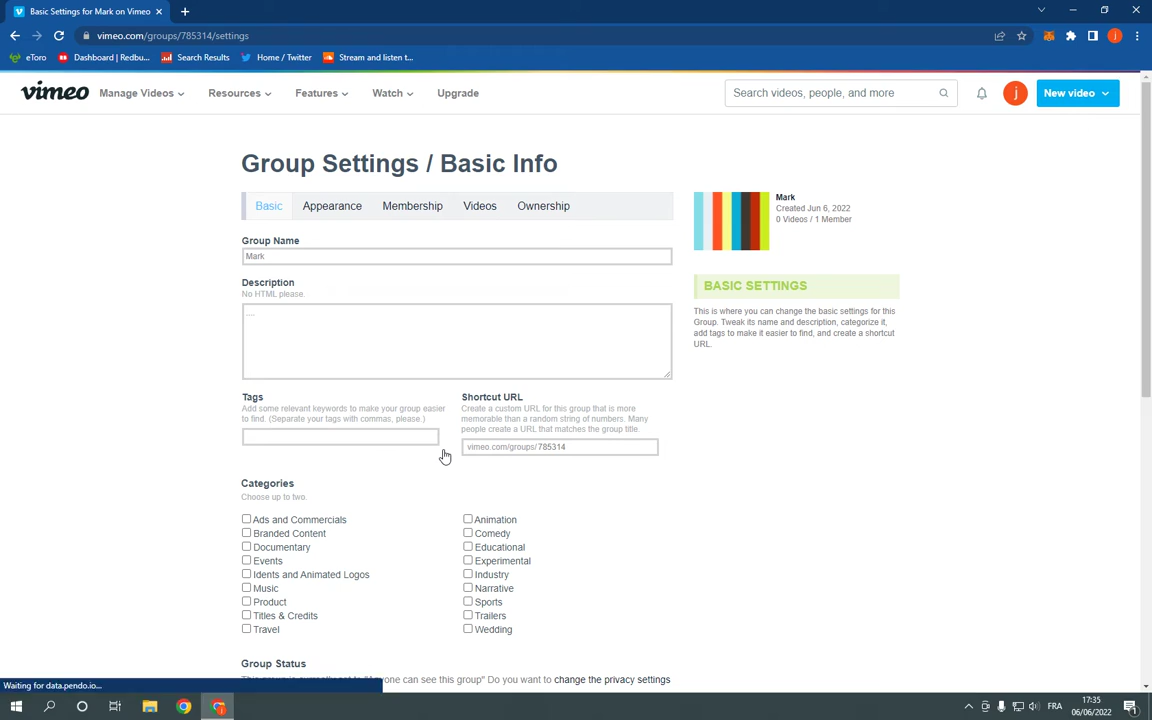 Basic Settings for Mark on Vimeo
vimeo.com/groups/785314/settings
eToro
Dashboard | Redbu...
Search Results
Home / Twitter
Stream and listen t...
vimeo
Manage Videos
Resources
Features
Watch
Upgrade
Search videos, people, and more
j
New video
Group Settings / Basic Info
Basic
Appearance
Membership
Videos
Ownership
Mark
Created Jun 6, 2022
0 Videos / 1 Member
Group Name
Mark
Description
No HTML please.
....
BASIC SETTINGS
This is where you can change the basic settings for this
Group. Tweak its name and description, categorize it,
add tags to make it easier to find, and create a shortcut
URL.
Tags
Add some relevant keywords to make your group easier
to find. (Separate your tags with commas, please.)
Shortcut URL
Create a custom URL for this group that is more
memorable than a random string of numbers. Many
people create a URL that matches the group title.
vimeo.com/groups/785314
Categories
Choose up to two.
Ads and Commercials
Branded Content
Documentary
Events
Idents and Animated Logos
Music
Product
Titles & Credits
Travel
Animation
Comedy
Educational
Experimental
Industry
Narrative
Sports
Trailers
Wedding
Group Status
one can see this group" Do you want to change the privacy settings
Waiting for data.pendo.io...
FRA
17:35
06/06/2022